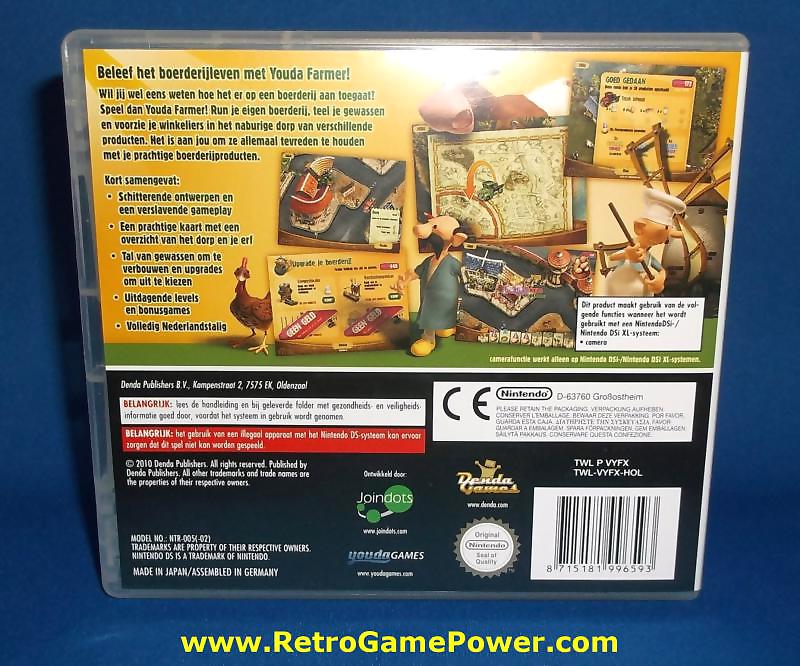 Beleef het boerderijleven met Youda Farmer!
Wil jij wel eens weten hoe het er op een boerderij aan toegaat?
Speel dan Youda Farmer! Run je eigen boerderij, teel je gewassen
en voorzie je winkeliers in het naburige dorp van verschillende
producten. Het is aan jou om ze allemaal tevreden te houden
met je prachtige boerderijproducten.
Kort samengevat:
• Schitterende ontwerpen en
een verslavende gameplay
• Een prachtige kaart met een
overzicht van het dorp en je erf
• Tal van gewassen om te
verbouwen en upgrades
om uit te kiezen
• Uitdagende levels
en bonusgames
• Volledig Nederlandstalig
GOED GEDAAN
Upgrade je boerderij!
GEEN GELD
GEEN GELD
Dit product maakt gebruik van de vol-
gende functies wanneer het wordt
gebruikt met een NintendoDSi-/
Nintendo DSi XL-systeem:
• camera
camerafunctie werkt alleen op Nintendo DSi-/Nintendo DSi XL-systemen.
Denda Publishers B.V., Kampenstraat 2, 7575 EK, Oldenzaal
BELANGRIJK: lees de handleiding en bij geleverde folder met gezondheids- en veiligheids-
informatie goed door, voordat het systeem in gebruik wordt genomen.
BELANGRIJK: het gebruik van een illegaal apparaat met het Nintendo DS-systeem kan ervoor
zorgen dat dit spel niet kan worden gespeeld.
CE
Nintendo D-63760 Großostheim
PLEASE RETAIN THE PACKAGING. VERPACKUNG AUFHEBEN.
CONSERVER L'EMBALLAGE. BEWAAR DEZE VERPAKKING. POR FAVOR,
GUARDA ESTA CAJA. ΔΙΑΤΗΡΗΣΤΕ ΤΗΝ ΣΥΣΚΕΥΑΣΙΑ. FAVOR
GUARDAR A EMBALAGEM. SPARA FÖRPACKNINGEN. GEM EMBALLAGEN.
SÄILYTÄ PAKKAUS. CONSERVARE QUESTA CONFEZIONE.
© 2010 Denda Publishers. All rights reserved. Published by
Denda Publishers. All other trademarks and trade names are
the properties of their respective owners.
Ontwikkeld door:
Joindots
www.joindots.com
youdaGAMES
www.youdagames.com
Denda
Games
www.denda.com
Original
Nintendo
Seal of
Quality
TWL P VYFX
TWL-VYFX-HOL
8 715181 996593
MODEL NO.: NTR-005(-02)
TRADEMARKS ARE PROPERTY OF THEIR RESPECTIVE OWNERS.
NINTENDO DS IS A TRADEMARK OF NINTENDO.
MADE IN JAPAN/ASSEMBLED IN GERMANY
www.RetroGamePower.com